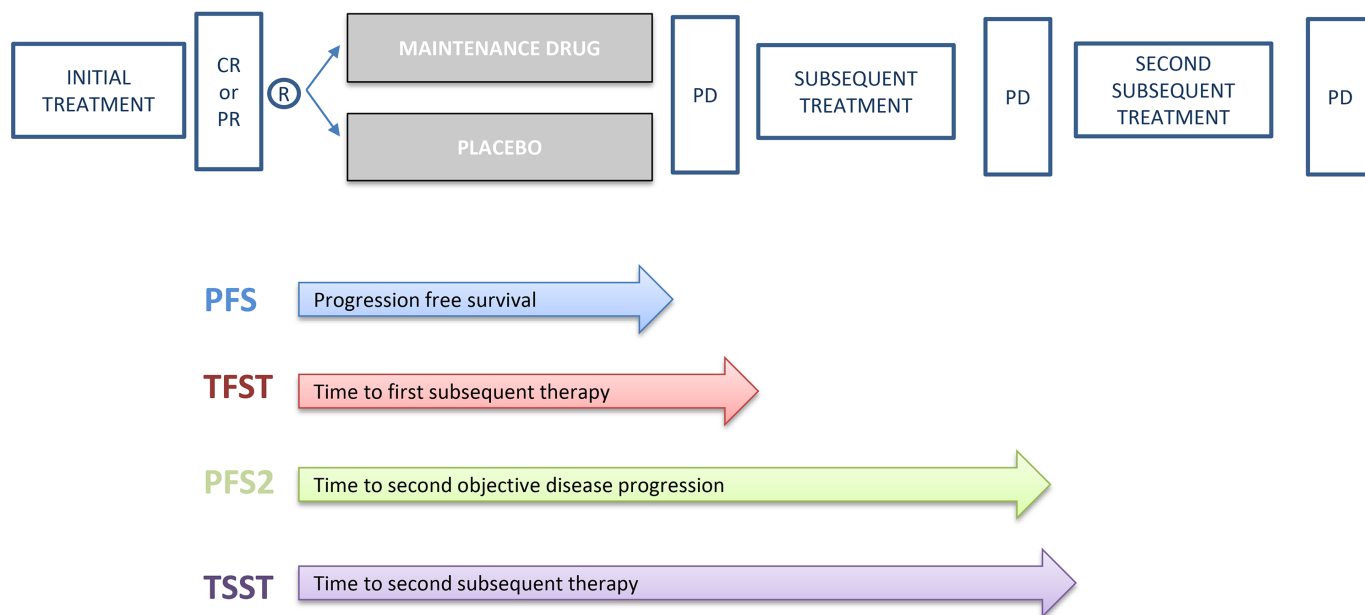 INITIAL
TREATMENT
CR
or
PR
R
MAINTENANCE DRUG
PLACEBO
PD
SUBSEQUENT
TREATMENT
PD
SECOND
SUBSEQUENT
TREATMENT
PD
PFS
Progression free survival
TFST
Time to first subsequent therapy
PFS2
Time to second objective disease progression
TSST
Time to second subsequent therapy